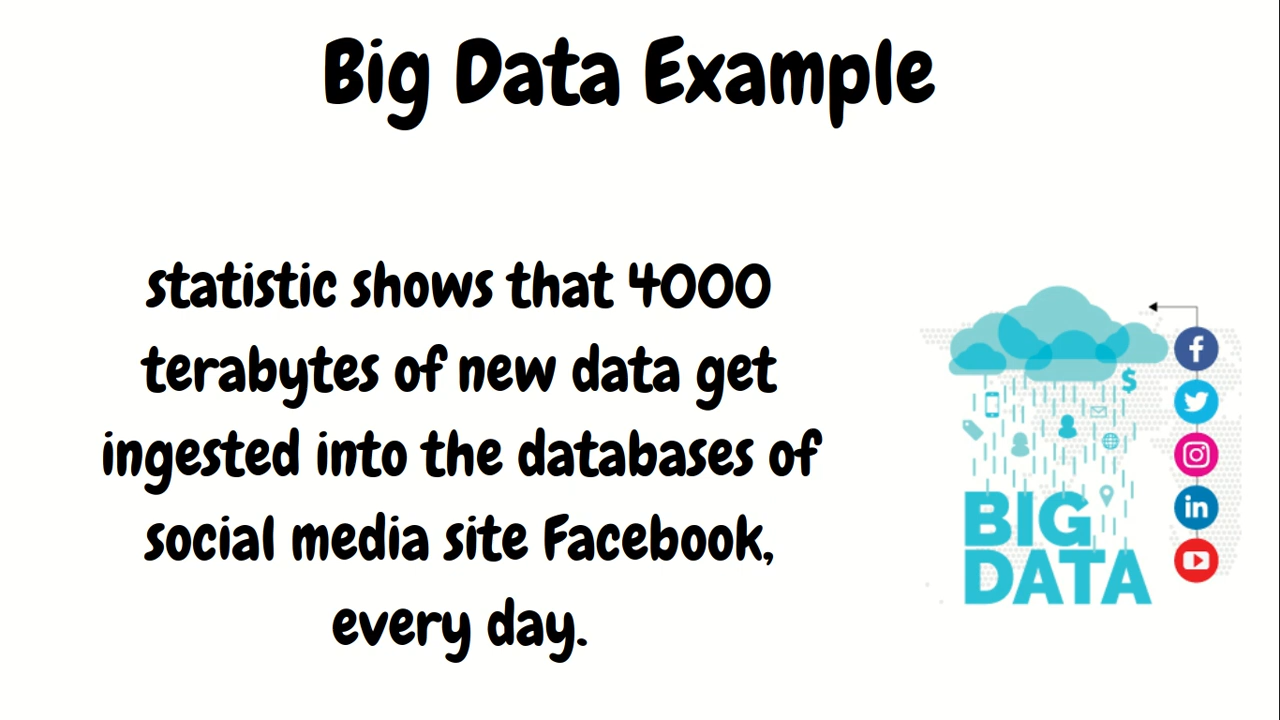 Big Data Example
statistic shows that 4000
terabytes of new data get
ingested into the databases of
social media site Facebook,
every day.
$
f
in
BIG
DATA